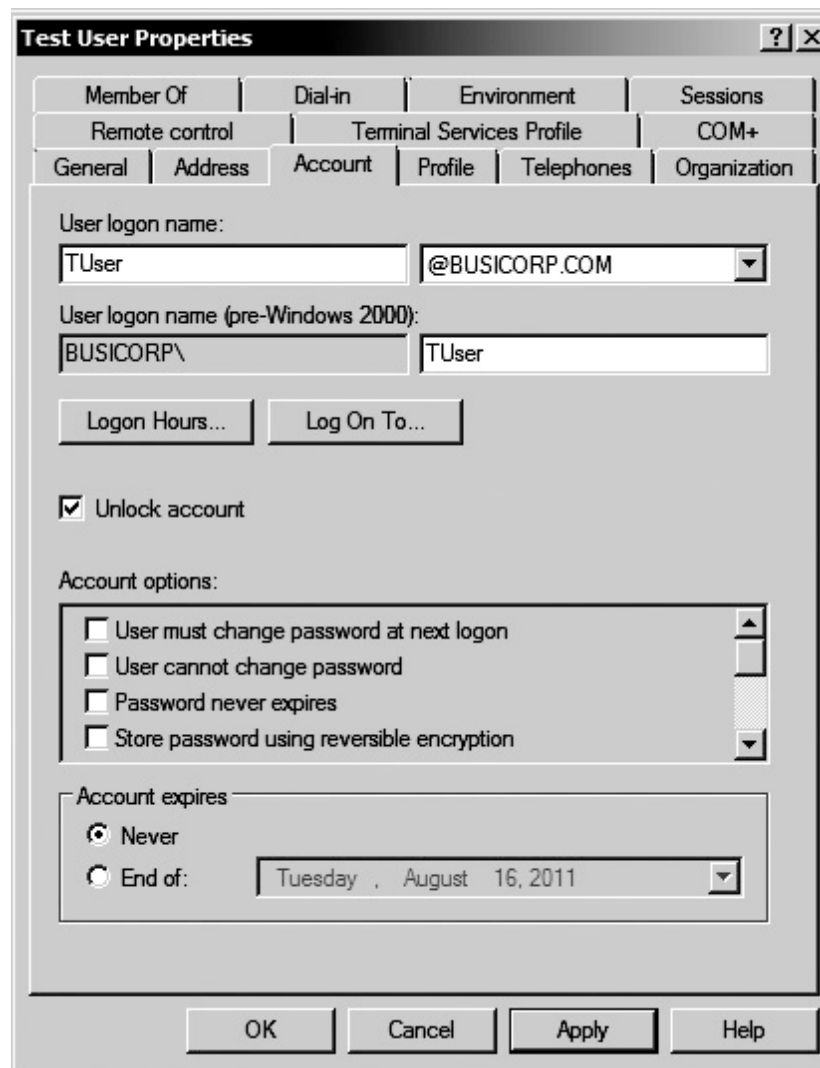 Test User Properties
Member Of Dial-in Environment Sessions
Remote control Terminal Services Profile COM+
General Address Account Profile Telephones Organization
User logon name:
TUser @BUSICORP.COM
User logon name (pre-Windows 2000):
BUSICORP\ TUser
Logon Hours... Log On To...
Unlock account
Account options:
User must change password at next logon
User cannot change password
Password never expires
Store password using reversible encryption
Account expires
Never
End of: Tuesday , August 16, 2011
OK Cancel Apply Help